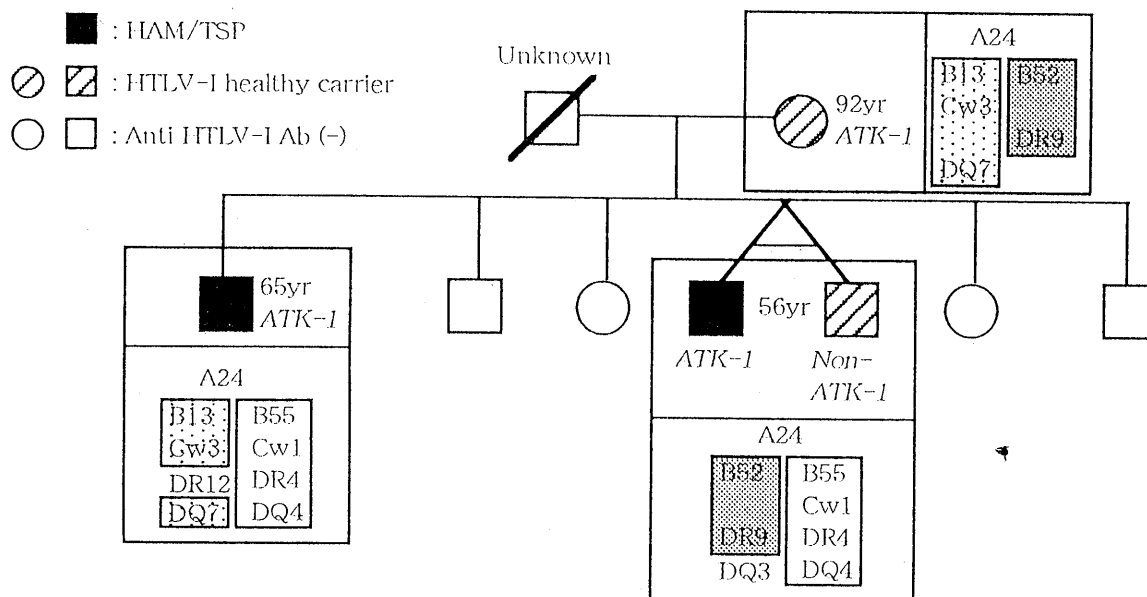 : HAM/TSP
: HTLV-I healthy carrier
: Anti HTLV-I Ab (-)
Unknown
92yr
ATK-1
A24
B13
Cw3
DQ7
B52
DR9
65yr
ATK-1
A24
B13
Cw3
DR12
DQ7
B55
Cw1
DR4
DQ4
56yr
ATK-1
Non-
ATK-1
A24
B52
DR9
DQ3
B55
Cw1
DR4
DQ4